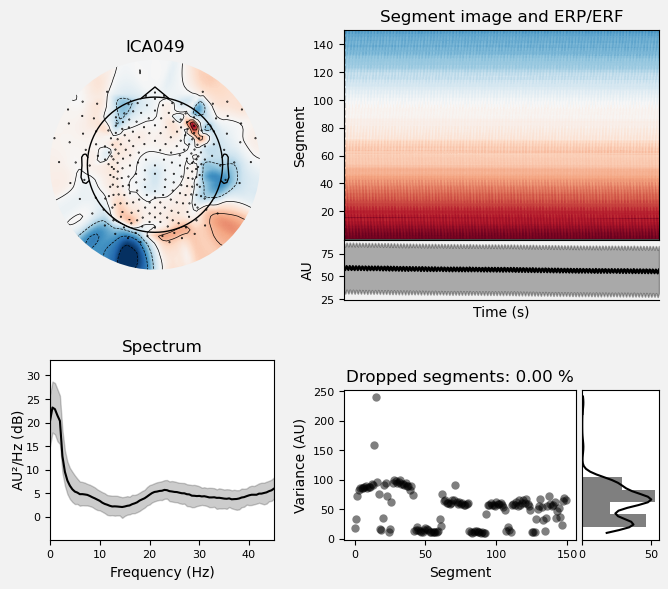 ICA049
Segment image and ERP/ERF
Segment
140
120
100
80
60
40
20
AU
75
50
25
Time (s)
Spectrum
AU²/Hz (dB)
30
25
20
15
10
5
0
0 10 20 30 40
Frequency (Hz)
Dropped segments: 0.00 %
Variance (AU)
250
200
150
100
50
0
0 50 100 150
Segment
0 50